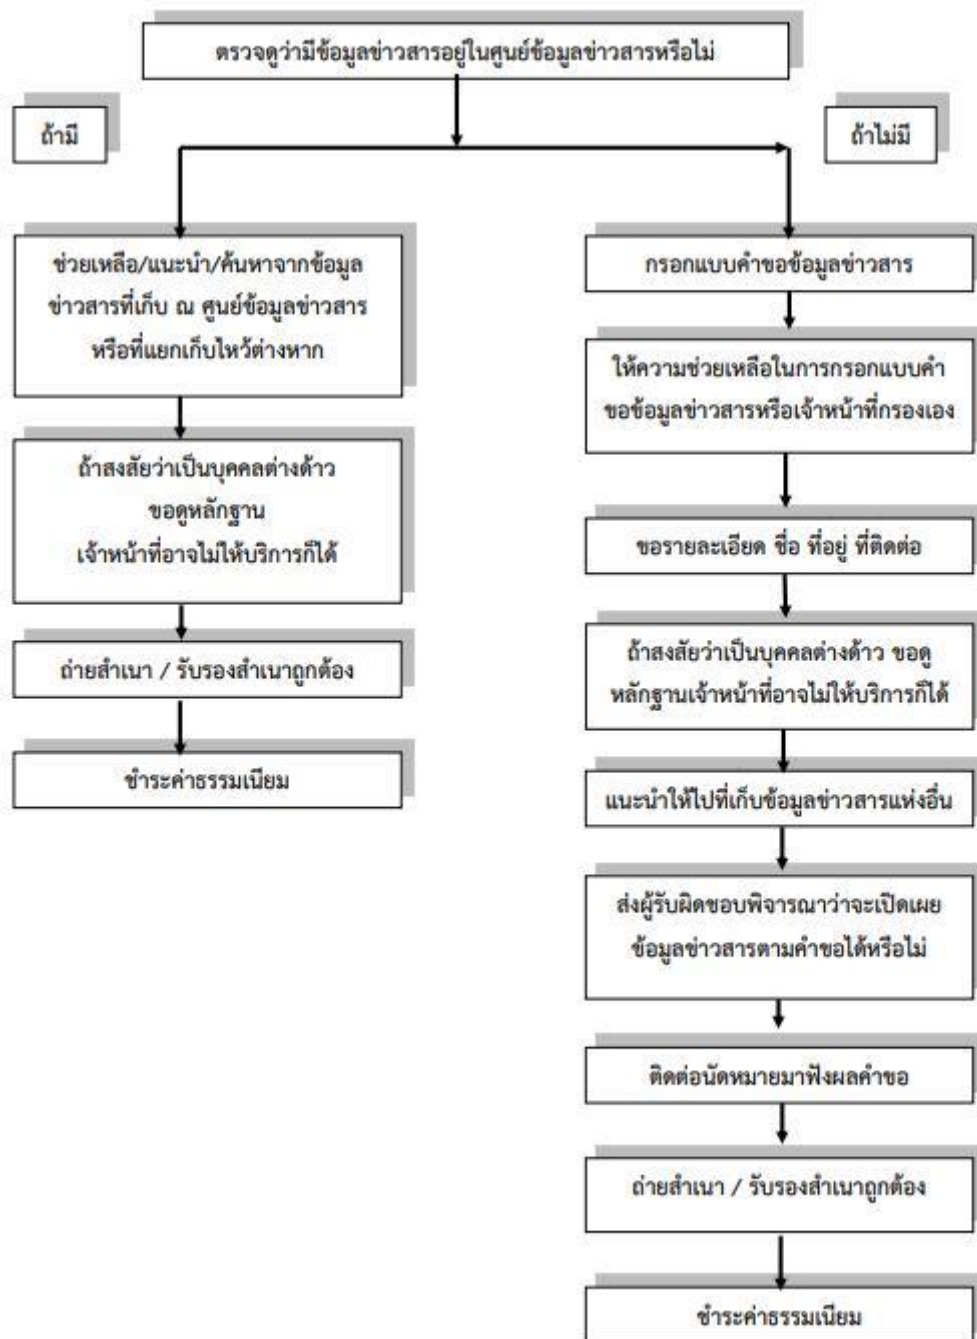 ตรวจดูว่ามีข้อมูลข่าวสารอยู่ในศูนย์ข้อมูลข่าวสารหรือไม่
ถ้ามี
ถ้าไม่มี
ช่วยเหลือ/แนะนำ/ค้นหาจากข้อมูล
ข่าวสารที่เก็บ ณ ศูนย์ข้อมูลข่าวสาร
หรือที่แยกเก็บไหว้ต่างหาก
ถ้าสงสัยว่าเป็นบุคคลต่างด้าว
ขอดูหลักฐาน
เจ้าหน้าที่อาจไม่ให้บริการก็ได้
ถ่ายสำเนา / รับรองสำเนาถูกต้อง
ชำระค่าธรรมเนียม
กรอกแบบคำขอข้อมูลข่าวสาร
ให้ความช่วยเหลือในการกรอกแบบคำ
ขอข้อมูลข่าวสารหรือเจ้าหน้าที่กรองเอง
ขอรายละเอียด ชื่อ ที่อยู่ ที่ติดต่อ
ถ้าสงสัยว่าเป็นบุคคลต่างด้าว ขอดู
หลักฐานเจ้าหน้าที่อาจไม่ให้บริการก็ได้
แนะนำให้ไปที่เก็บข้อมูลข่าวสารแห่งอื่น
ส่งผู้รับผิดชอบพิจารณาว่าจะเปิดเผย
ข้อมูลข่าวสารตามคำขอได้หรือไม่
ติดต่อนัดหมายมาฟังผลคำขอ
ถ่ายสำเนา / รับรองสำเนาถูกต้อง
ชำระค่าธรรมเนียม